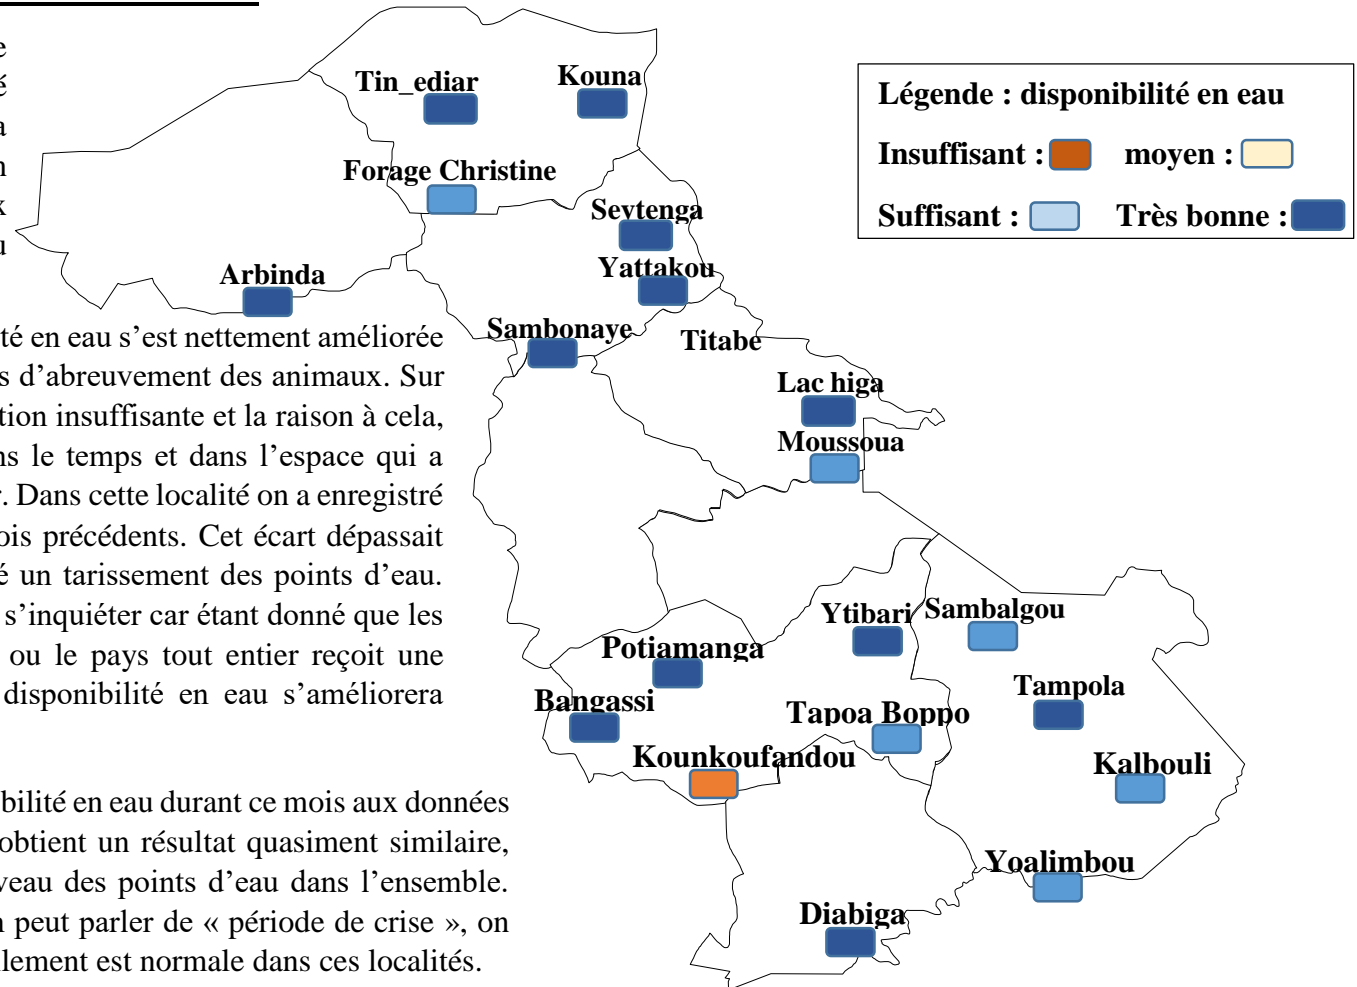 e
é
a
n
x
u
té en eau s’est nettement améliorée
s d’abreuvement des animaux. Sur
tion insuffisante et la raison à cela,
ns le temps et dans l’espace qui a
r. Dans cette localité on a enregistré
ois précédents. Cet écart dépassait
é un tarissement des points d’eau.
s’inquiéter car étant donné que les
ou le pays tout entier reçoit une
disponibilité en eau s’améliorera
bilité en eau durant ce mois aux données
obtient un résultat quasiment similaire,
veau des points d’eau dans l’ensemble.
n peut parler de « période de crise », on
llement est normale dans ces localités.
Tin_ediar
Kouna
Forage Christine
Seytenga
Yattakou
Arbinda
Sambonaye
Titabe
Lac higa
Moussoua
Ytibari
Sambalgou
Potiamanga
Bangassi
Tapoa Boppo
Tampola
Kounkoufandou
Kalbouli
Yoalimbou
Diabiga
Légende : disponibilité en eau
Insuffisant : moyen :
Suffisant : Très bonne :